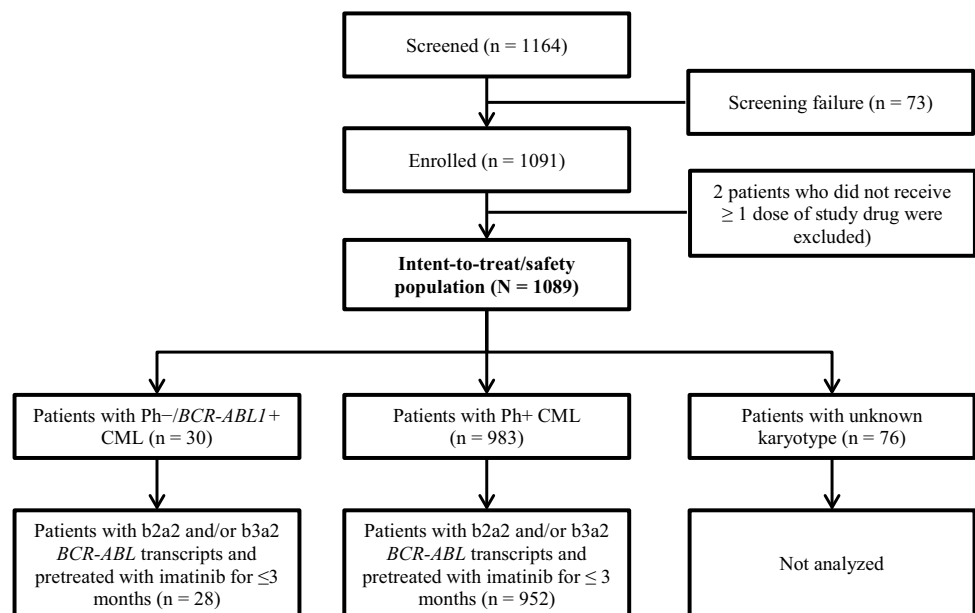 Screened (n = 1164)
Screening failure (n = 73)
Enrolled (n = 1091)
2 patients who did not receive
≥ 1 dose of study drug were
excluded)
Intent-to-treat/safety
population (N = 1089)
Patients with Ph−/BCR-ABL1+
CML (n = 30)
Patients with Ph+ CML
(n = 983)
Patients with unknown
karyotype (n = 76)
Patients with b2a2 and/or b3a2
BCR-ABL transcripts and
pretreated with imatinib for ≤3
months (n = 28)
Patients with b2a2 and/or b3a2
BCR-ABL transcripts and
pretreated with imatinib for ≤ 3
months (n = 952)
Not analyzed